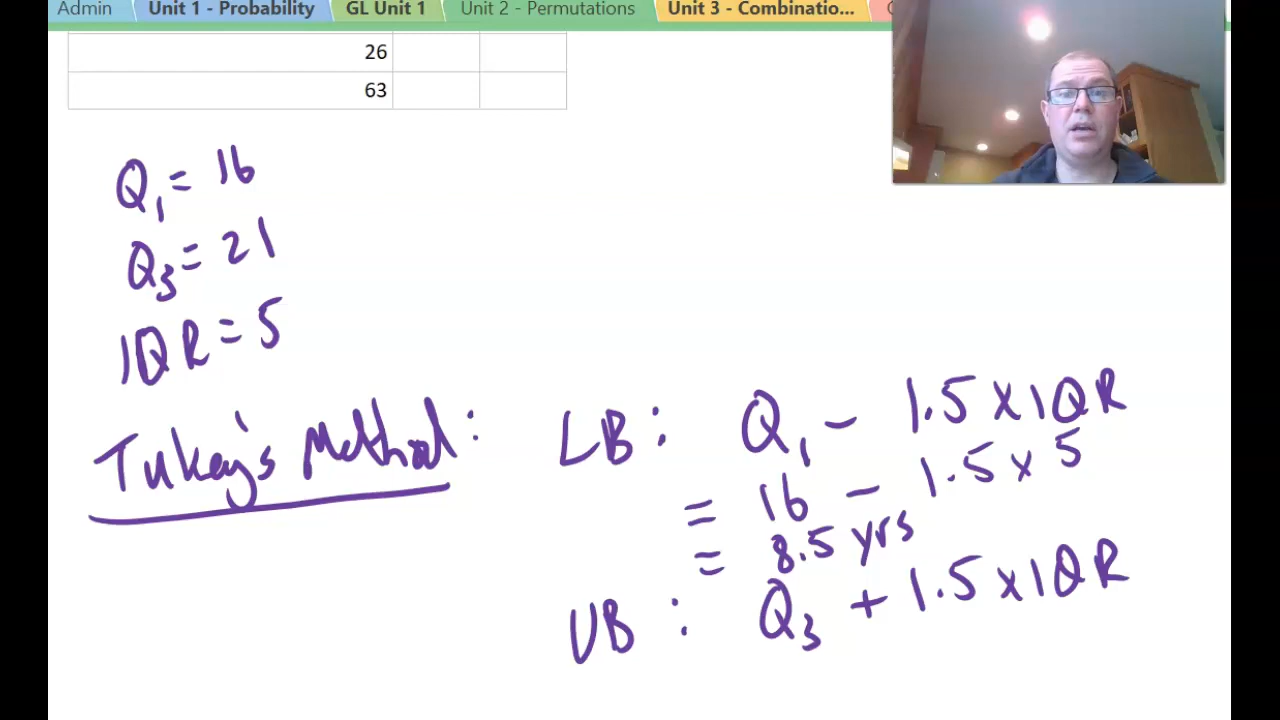 Admin Unit 1 - Probability GL Unit 1 Unit 2 - Permutations Unit 3 - Combinatio...
26
63
Q₁ = 16
Q₃ = 21
IQR = 5
Tukey's Method: LB: Q₁ - 1.5 x IQR
= 16 - 1.5 x 5
= 8.5 yrs
UB: Q₃ + 1.5 x IQR